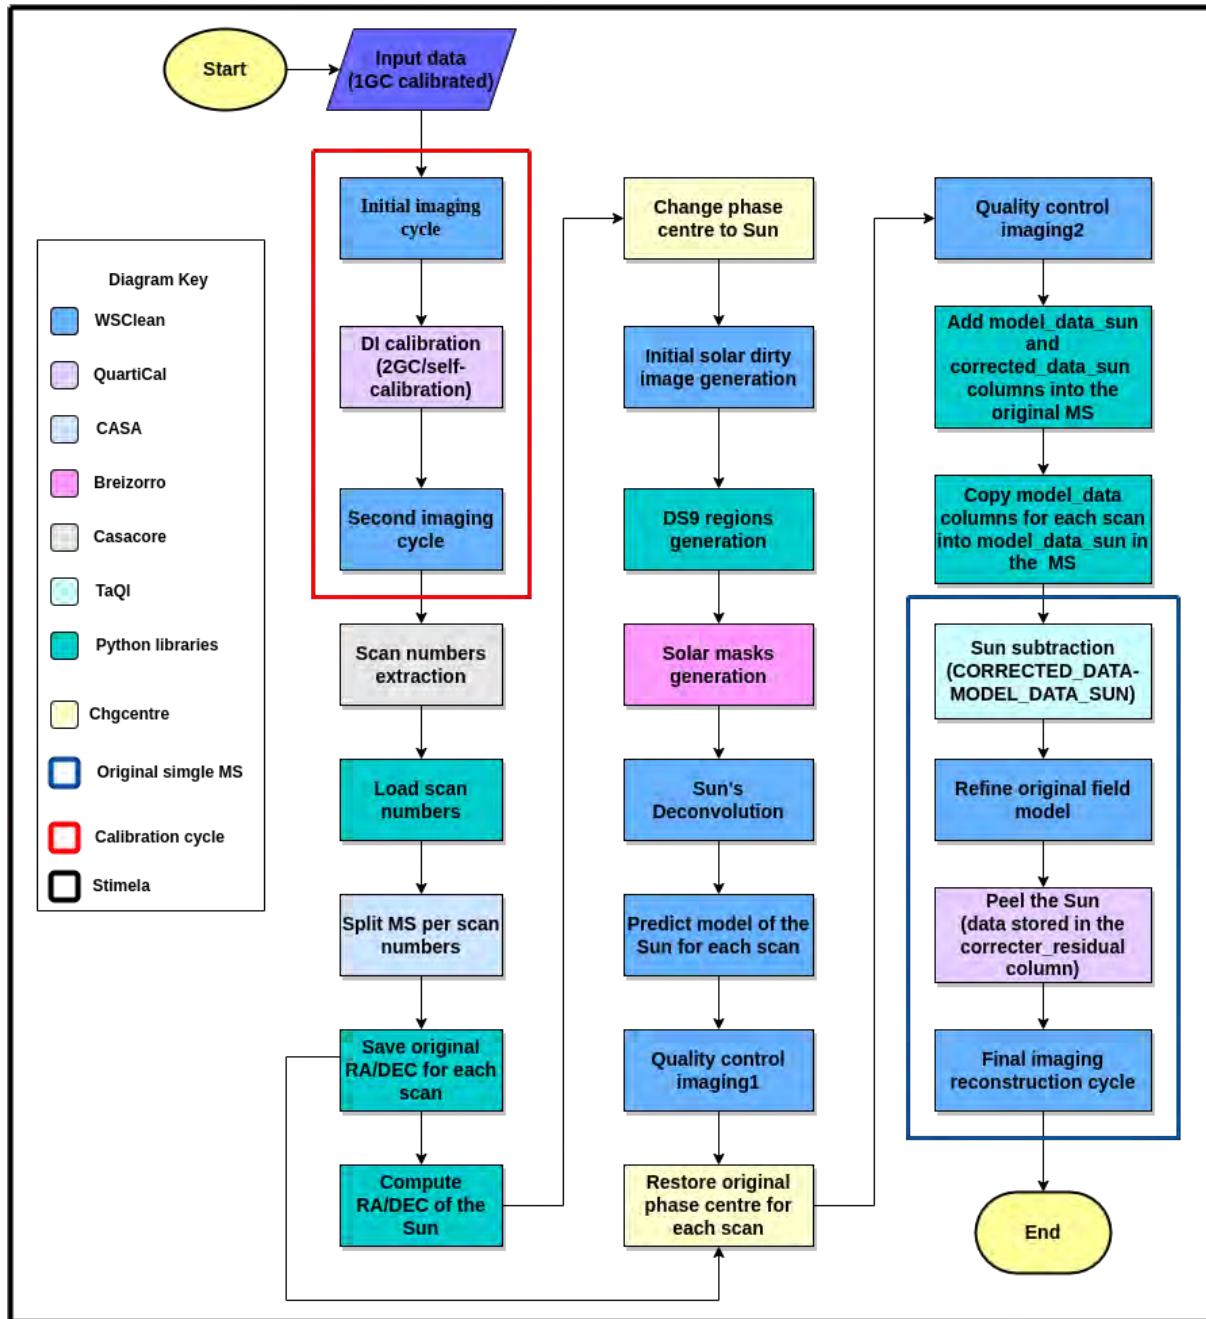 Start
Input data
(1GC calibrated)
Initial imaging
cycle
DI calibration
(2GC/self-
calibration)
Second imaging
cycle
Scan numbers
extraction
Load scan
numbers
Split MS per scan
numbers
Save original
RA/DEC for each
scan
Compute
RA/DEC of the
Sun
Change phase
centre to Sun
Initial solar dirty
image generation
DS9 regions
generation
Solar masks
generation
Sun's
Deconvolution
Predict model of the
Sun for each scan
Quality control
imaging1
Restore original
phase centre for
each scan
Quality control
imaging2
Add model_data_sun
and
corrected_data_sun
columns into the
original MS
Copy model_data
columns for each scan
into model_data_sun in
the MS
Sun subtraction
(CORRECTED_DATA-
MODEL_DATA_SUN)
Refine original field
model
Peel the Sun
(data stored in the
correcter_residual
column)
Final imaging
reconstruction cycle
End
Diagram Key
WSClean
QuartiCal
CASA
Breizorro
Casacore
TaQI
Python libraries
Chgcentre
Original simgle MS
Calibration cycle
Stimela